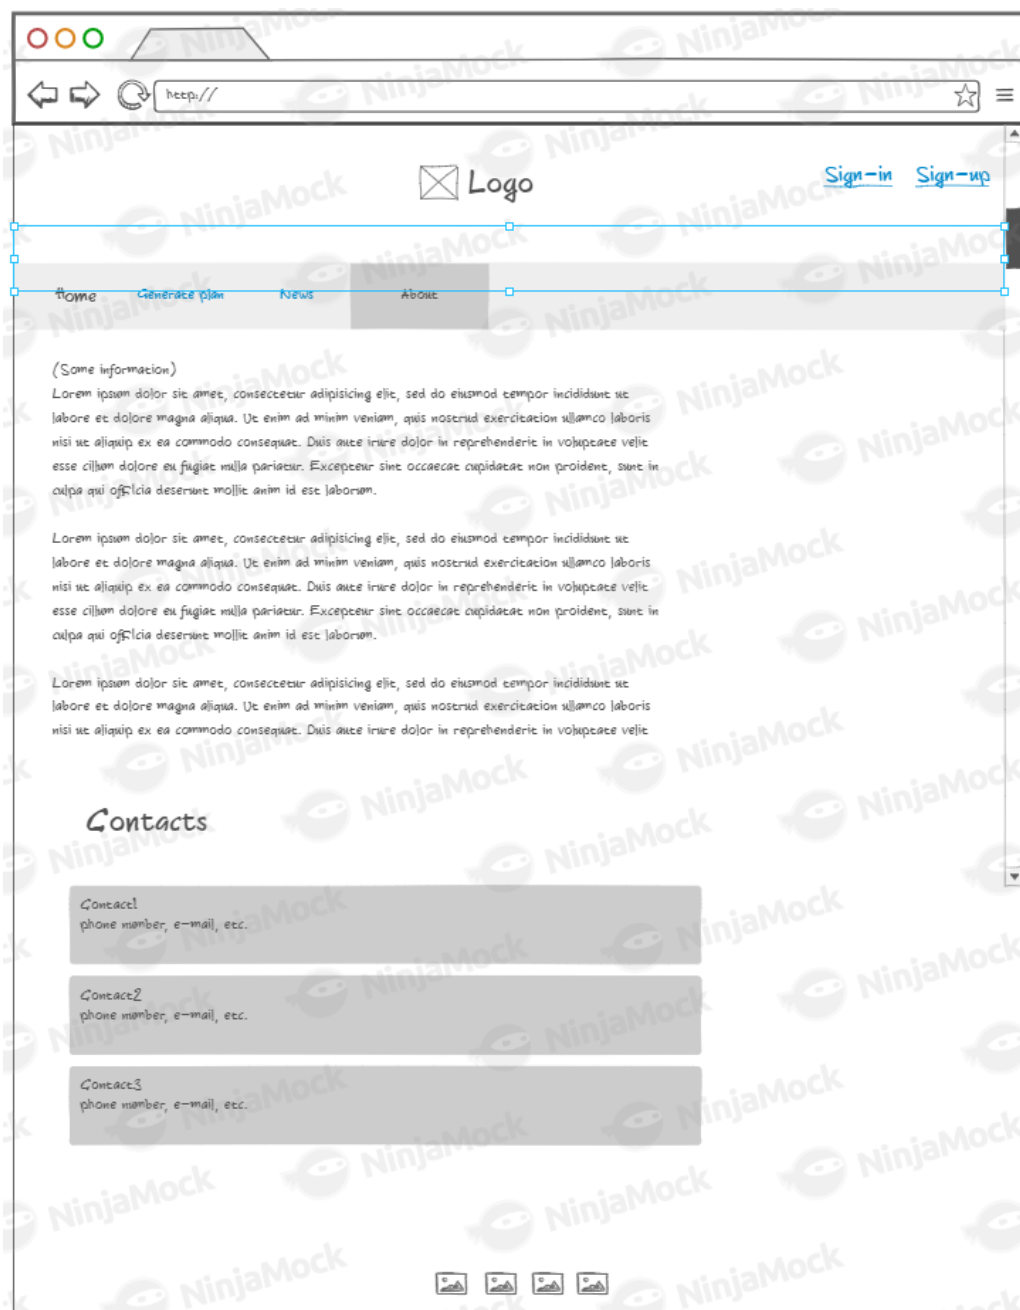 http://
Logo
Sign-in Sign-up
Home Generate plan News About
(Some information)
Lorem ipsum dolor sit amet, consectetur adipisicing elit, sed do eiusmod tempor incididunt ut
labore et dolore magna aliqua. Ut enim ad minim veniam, quis nostrud exercitation ullamco laboris
nisi ut aliquip ex ea commodo consequat. Duis aute irure dolor in reprehenderit in voluptate velit
esse cillum dolore eu fugiat nulla pariatur. Excepteur sint occaecat cupidatat non proident, sunt in
culpa qui officia deserunt mollit anim id est laborum.
Lorem ipsum dolor sit amet, consectetur adipisicing elit, sed do eiusmod tempor incididunt ut
labore et dolore magna aliqua. Ut enim ad minim veniam, quis nostrud exercitation ullamco laboris
nisi ut aliquip ex ea commodo consequat. Duis aute irure dolor in reprehenderit in voluptate velit
esse cillum dolore eu fugiat nulla pariatur. Excepteur sint occaecat cupidatat non proident, sunt in
culpa qui officia deserunt mollit anim id est laborum.
Lorem ipsum dolor sit amet, consectetur adipisicing elit, sed do eiusmod tempor incididunt ut
labore et dolore magna aliqua. Ut enim ad minim veniam, quis nostrud exercitation ullamco laboris
nisi ut aliquip ex ea commodo consequat. Duis aute irure dolor in reprehenderit in voluptate velit
Contacts
Contact1
phone number, e-mail, etc.
Contact2
phone number, e-mail, etc.
Contact3
phone number, e-mail, etc.
NinjaMock